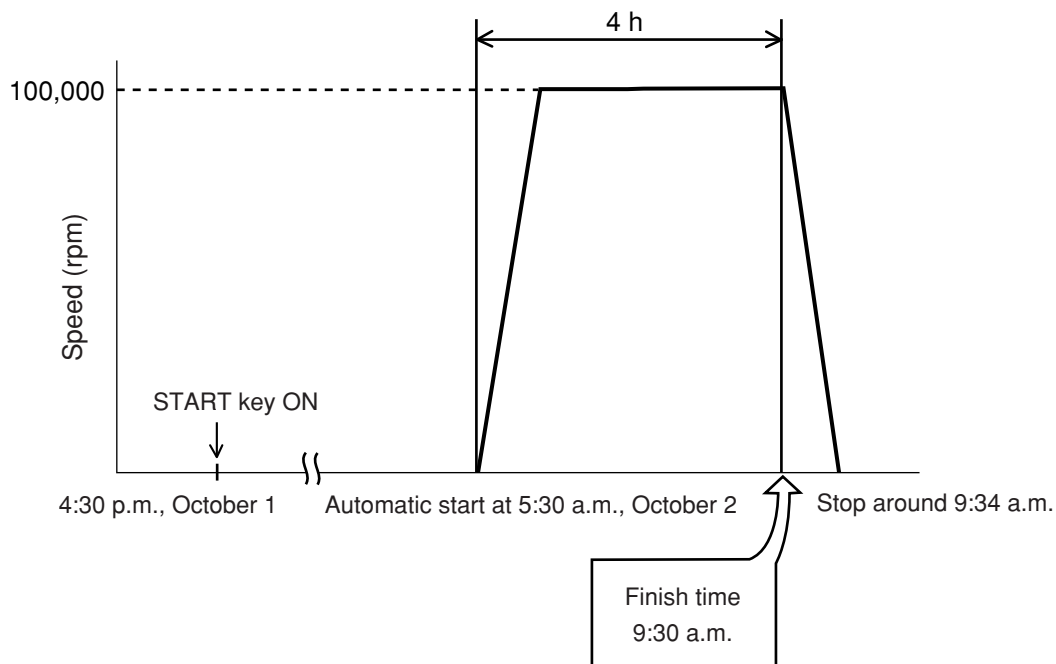 4 h
100,000
Speed (rpm)
START key ON
4:30 p.m., October 1
Automatic start at 5:30 a.m., October 2
Stop around 9:34 a.m.
Finish time
9:30 a.m.